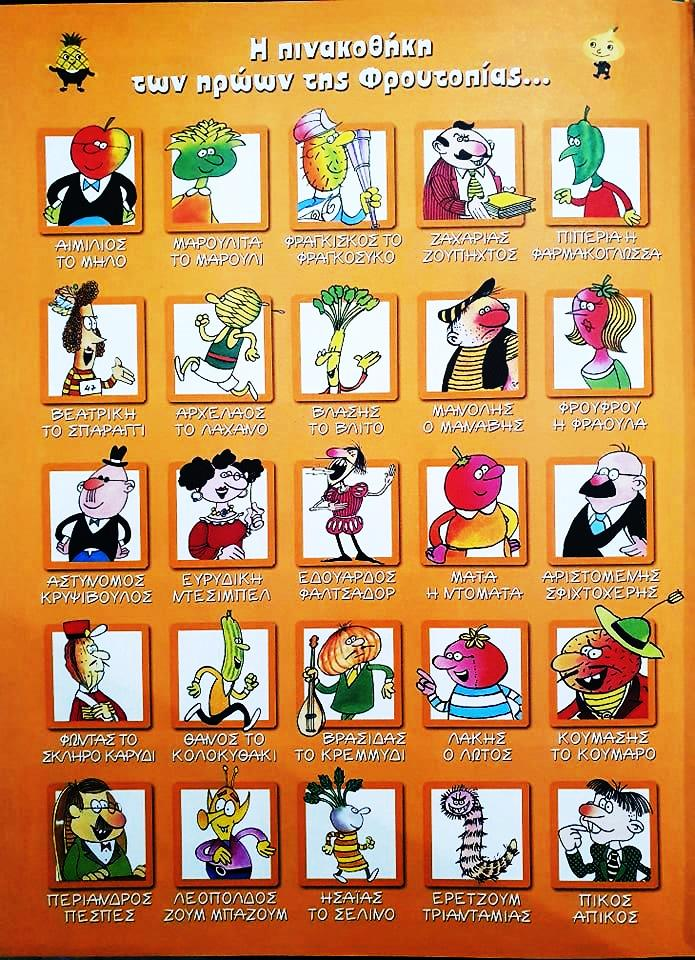 Η πινακοθήκη
των ηρώων της Φρουτοπίας...
ΑΙΜΙΛΙΟΣ
ΤΟ ΜΗΛΟ
ΜΑΡΟΥΛΙΤΑ
ΤΟ ΜΑΡΟΥΛΙ
ΦΡΑΓΚΙΣΚΟΣ ΤΟ
ΦΡΑΓΚΟΣΥΚΟ
ΖΑΧΑΡΙΑΣ
ΖΟΥΠΗΧΤΟΣ
ΠΙΠΕΡΙΑ Η
ΦΑΡΜΑΚΟΓΛΩΣΣΑ
47
ΒΕΑΤΡΙΚΗ
ΤΟ ΣΠΑΡΑΓΓΙ
ΑΡΧΕΛΑΟΣ
ΤΟ ΛΑΧΑΝΟ
ΒΛΑΣΗΣ
ΤΟ ΒΛΙΤΟ
ΜΑΝΟΛΗΣ
Ο ΜΑΝΑΒΗΣ
ΦΡΟΥΦΡΟΥ
Η ΦΡΑΟΥΛΑ
ΑΣΤΥΝΟΜΟΣ
ΚΡΥΨΙΒΟΥΛΟΣ
ΕΥΡΥΔΙΚΗ
ΝΤΕΣΙΜΠΕΛ
ΕΔΟΥΑΡΔΟΣ
ΦΑΛΤΣΑΔΟΡ
ΜΑΤΑ
Η ΝΤΟΜΑΤΑ
ΑΡΙΣΤΟΜΕΝΗΣ
ΣΦΙΧΤΟΧΕΡΗΣ
ΦΩΝΤΑΣ ΤΟ
ΣΚΛΗΡΟ ΚΑΡΥΔΙ
ΘΑΝΟΣ ΤΟ
ΚΟΛΟΚΥΘΑΚΙ
ΒΡΑΣΙΔΑΣ
ΤΟ ΚΡΕΜΜΥΔΙ
ΛΑΚΗΣ
Ο ΛΩΤΟΣ
ΚΟΥΜΑΣΗΣ
ΤΟ ΚΟΥΜΑΡΟ
ΠΕΡΙΑΝΔΡΟΣ
ΠΕΣΠΕΣ
ΛΕΟΠΟΛΔΟΣ
ΖΟΥΜ ΜΠΑΖΟΥΜ
ΗΣΑΪΑΣ
ΤΟ ΣΕΛΙΝΟ
ΕΡΕΤΖΟΥΜ
ΤΡΙΑΝΤΑΜΙΑΣ
ΠΙΚΟΣ
ΑΠΙΚΟΣ